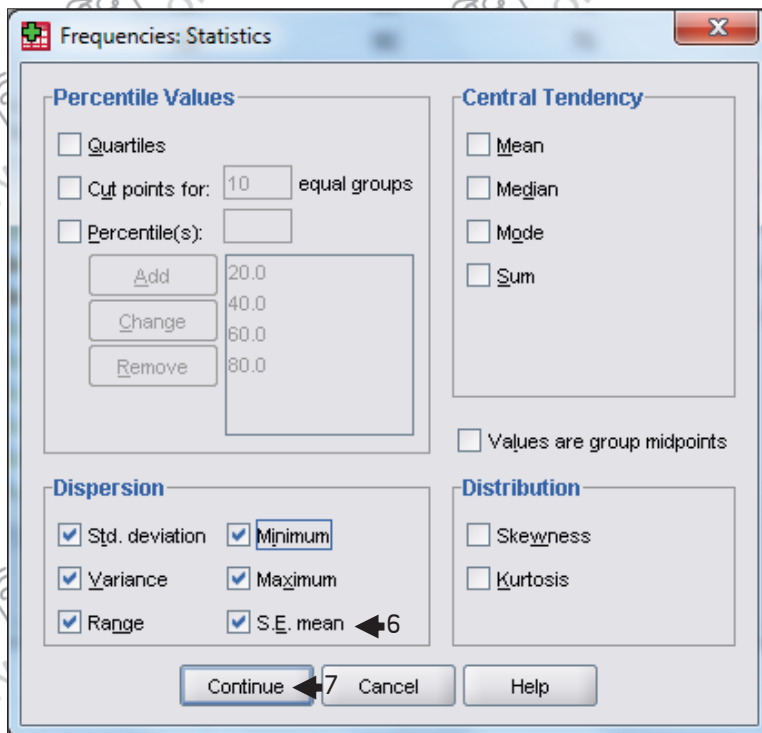 Frequencies: Statistics
X
Percentile Values
Quartiles
Cut points for: 10 equal groups
Percentile(s):
Add
Change
Remove
20.0
40.0
60.0
80.0
Central Tendency
Mean
Median
Mode
Sum
Values are group midpoints
Dispersion
Std. deviation Minimum
Variance Maximum
Range S.E. mean 6
Distribution
Skewness
Kurtosis
Continue 7 Cancel Help